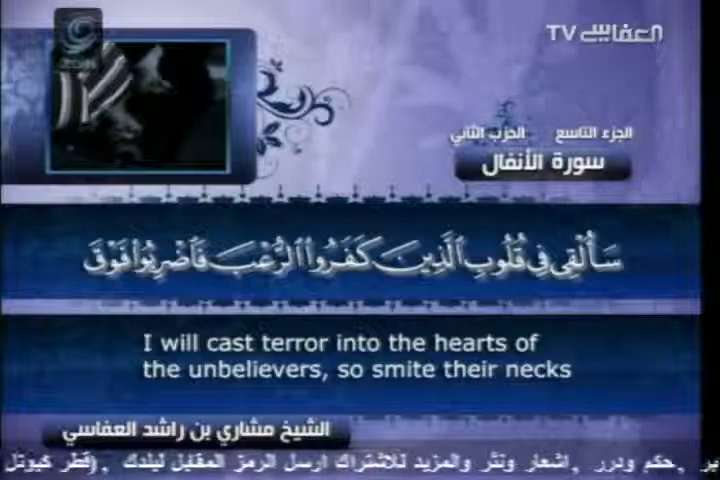 العفاسي TV
الجزء التاسع الحزب الثاني
سورة الأنفال
سَأُلْقِي فِي قُلُوبِ الَّذِينَ كَفَرُوا الرُّعْبَ فَاضْرِبُوا فَوْقَ
I will cast terror into the hearts of
the unbelievers, so smite their necks
الشيخ مشاري بن راشد العفاسي
ير ,حكم ودرر ,اشعار ونثر والمزيد للاشتراك ارسل الرمز المقابل لبلدك ,(قطر كيوتل